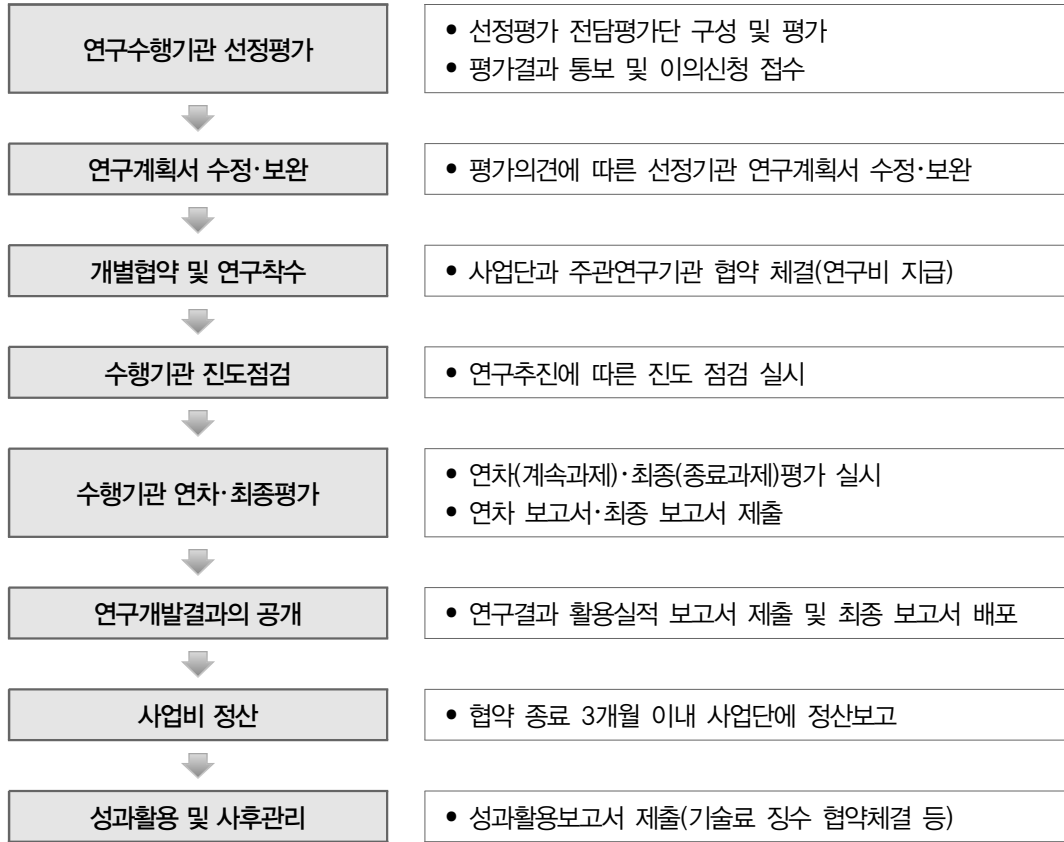 연구수행기관 선정평가
• 선정평가 전담평가단 구성 및 평가
• 평가결과 통보 및 이의신청 접수
연구계획서 수정·보완
• 평가의견에 따른 선정기관 연구계획서 수정·보완
개별협약 및 연구착수
• 사업단과 주관연구기관 협약 체결(연구비 지급)
수행기관 진도점검
• 연구추진에 따른 진도 점검 실시
수행기관 연차·최종평가
• 연차(계속과제)·최종(종료과제)평가 실시
• 연차 보고서·최종 보고서 제출
연구개발결과의 공개
• 연구결과 활용실적 보고서 제출 및 최종 보고서 배포
사업비 정산
• 협약 종료 3개월 이내 사업단에 정산보고
성과활용 및 사후관리
• 성과활용보고서 제출(기술료 징수 협약체결 등)